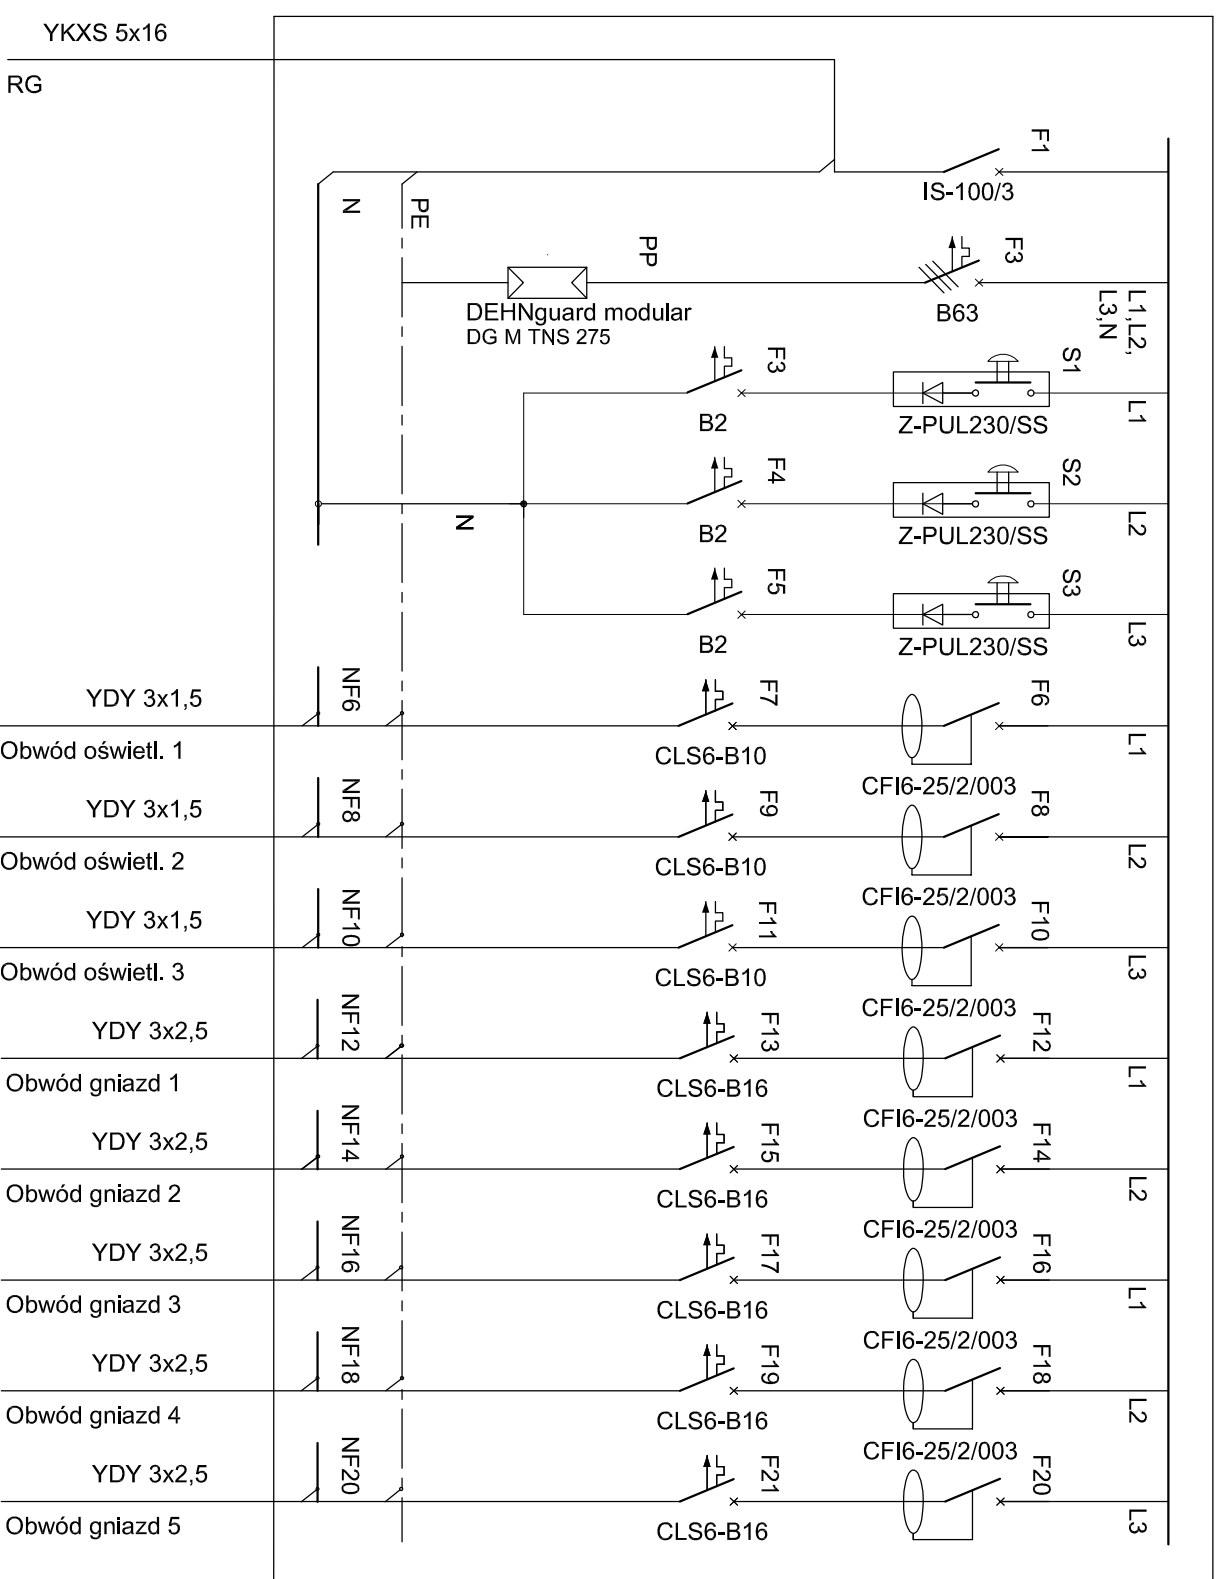 YKXS 5x16
RG
F1
IS-100/3
N
PE
PP
F3
L1,L2,
L3,N
DEHNguard modular
DG M TNS 275
B63
F3
S1
L1
B2
Z-PUL230/SS
F4
S2
L2
N
B2
Z-PUL230/SS
F5
S3
L3
B2
Z-PUL230/SS
YDY 3x1,5
NF6
F7
F6
L1
Obwód oświetl. 1
CLS6-B10
CFI6-25/2/003
YDY 3x1,5
NF8
F9
F8
L2
Obwód oświetl. 2
CLS6-B10
CFI6-25/2/003
YDY 3x1,5
NF10
F11
F10
L3
Obwód oświetl. 3
CLS6-B10
CFI6-25/2/003
YDY 3x2,5
NF12
F13
F12
L1
Obwód gniazd 1
CLS6-B16
CFI6-25/2/003
YDY 3x2,5
NF14
F15
F14
L2
Obwód gniazd 2
CLS6-B16
CFI6-25/2/003
YDY 3x2,5
NF16
F17
F16
L1
Obwód gniazd 3
CLS6-B16
CFI6-25/2/003
YDY 3x2,5
NF18
F19
F18
L2
Obwód gniazd 4
CLS6-B16
CFI6-25/2/003
YDY 3x2,5
NF20
F21
F20
L3
Obwód gniazd 5
CLS6-B16